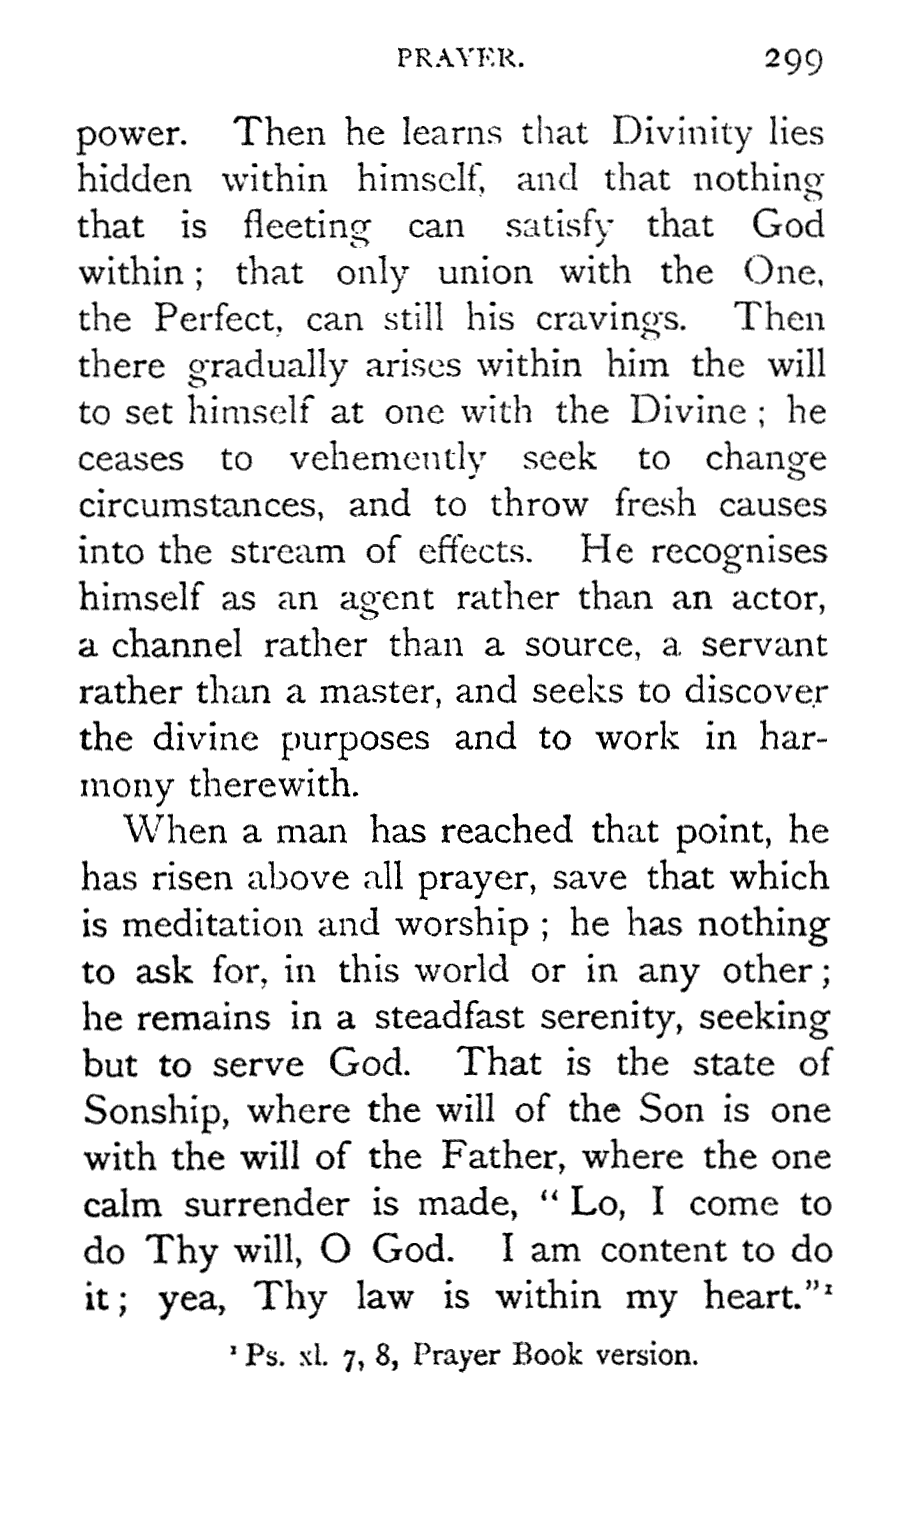 PRAYER. 299
power. Then he learns that Divinity lies
hidden within himself, and that nothing
that is fleeting can satisfy that God
within ; that only union with the One,
the Perfect, can still his cravings. Then
there gradually arises within him the will
to set himself at one with the Divine ; he
ceases to vehemently seek to change
circumstances, and to throw fresh causes
into the stream of effects. He recognises
himself as an agent rather than an actor,
a channel rather than a source, a servant
rather than a master, and seeks to discover
the divine purposes and to work in har-
mony therewith.
When a man has reached that point, he
has risen above all prayer, save that which
is meditation and worship ; he has nothing
to ask for, in this world or in any other ;
he remains in a steadfast serenity, seeking
but to serve God. That is the state of
Sonship, where the will of the Son is one
with the will of the Father, where the one
calm surrender is made, “ Lo, I come to
do Thy will, O God. I am content to do
it ; yea, Thy law is within my heart.”¹
¹ Ps. xl. 7, 8, Prayer Book version.